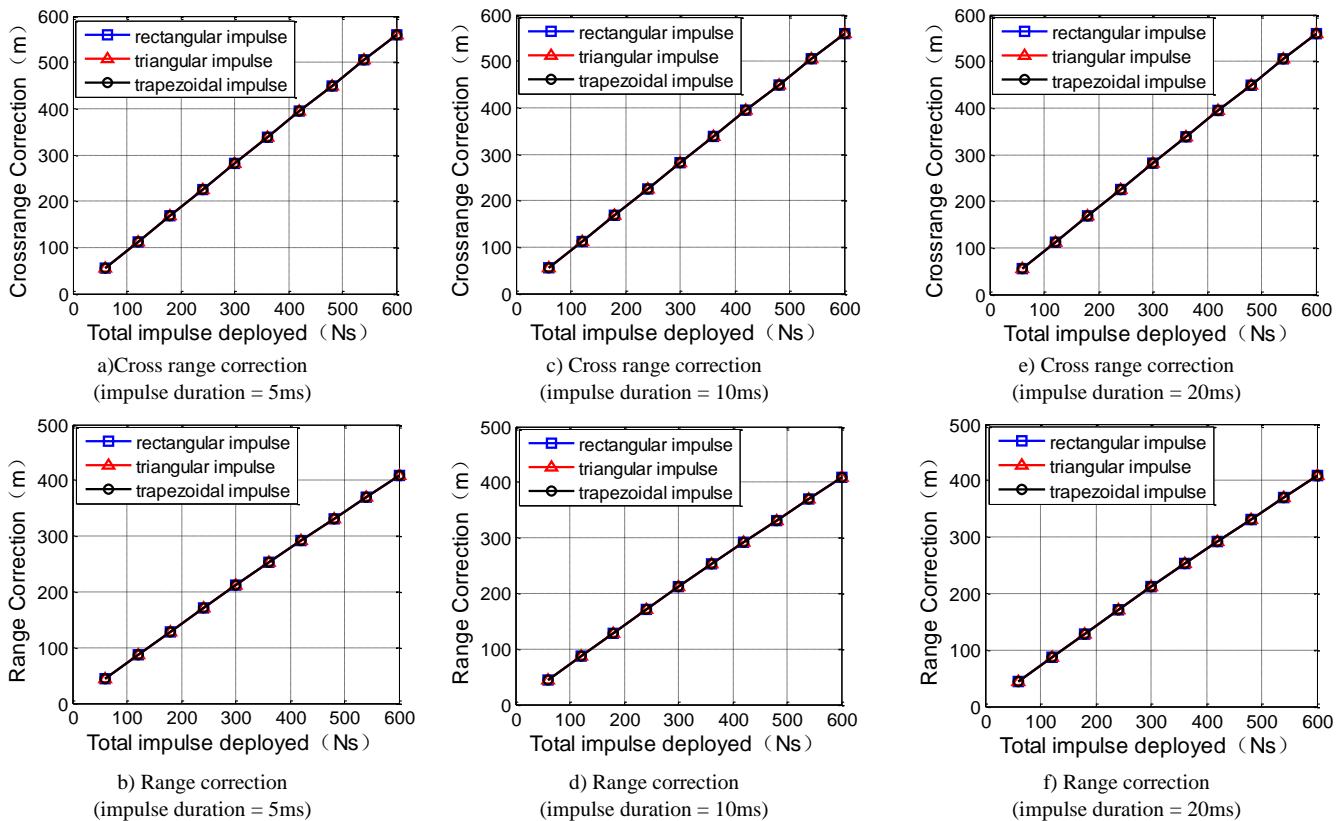 Crossrange Correction（m）
600
500
400
300
200
100
0
rectangular impulse
triangular impulse
trapezoidal impulse
0 100 200 300 400 500 600
Total impulse deployed（Ns）
a)Cross range correction
(impulse duration = 5ms)
Crossrange Correction（m）
600
500
400
300
200
100
0
rectangular impulse
triangular impulse
trapezoidal impulse
0 100 200 300 400 500 600
Total impulse deployed（Ns）
c) Cross range correction
(impulse duration = 10ms)
Crossrange Correction（m）
600
500
400
300
200
100
0
rectangular impulse
triangular impulse
trapezoidal impulse
0 100 200 300 400 500 600
Total impulse deployed（Ns）
e) Cross range correction
(impulse duration = 20ms)
Range Correction（m）
500
400
300
200
100
0
rectangular impulse
triangular impulse
trapezoidal impulse
0 100 200 300 400 500 600
Total impulse deployed（Ns）
b) Range correction
(impulse duration = 5ms)
Range Correction（m）
500
400
300
200
100
0
rectangular impulse
triangular impulse
trapezoidal impulse
0 100 200 300 400 500 600
Total impulse deployed（Ns）
d) Range correction
(impulse duration = 10ms)
Range Correction（m）
500
400
300
200
100
0
rectangular impulse
triangular impulse
trapezoidal impulse
0 100 200 300 400 500 600
Total impulse deployed（Ns）
f) Range correction
(impulse duration = 20ms)